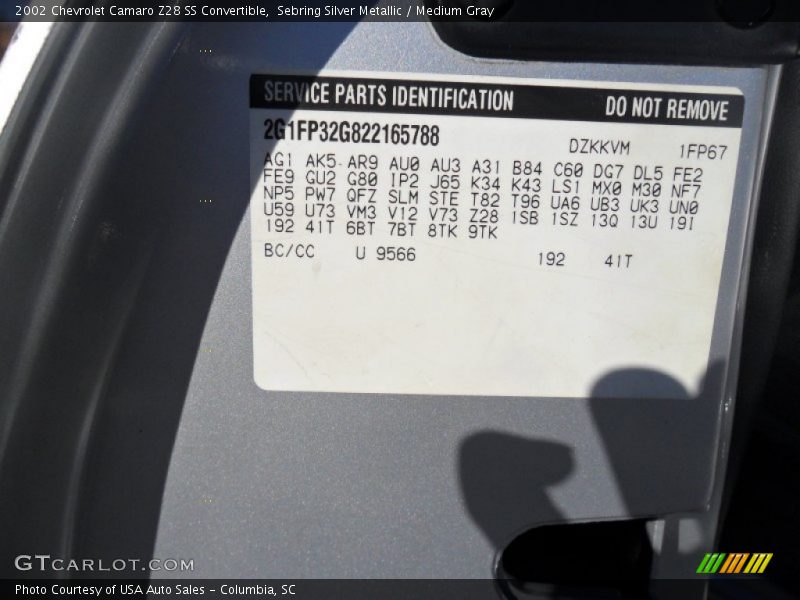 2002 Chevrolet Camaro Z28 SS Convertible,  Sebring Silver Metallic / Medium Gray
SERVICE PARTS IDENTIFICATION DO NOT REMOVE
2G1FP32G822165788 DZKKVM 1FP67
AG1 AK5 AR9 AU0 AU3 A31 B84 C60 DG7 DL5 FE2
FE9 GU2 G80 IP2 J65 K34 K43 LS1 MX0 M30 NF7
NP5 PW7 QFZ SLM STE T82 T96 UA6 UB3 UK3 UN0
U59 U73 VM3 V12 V73 Z28 1SB 1SZ 13Q 13U 19I
192 41T 6BT 7BT 8TK 9TK
BC/CC U 9566 192 41T
GTCARLOT.COM
Photo Courtesy of USA Auto Sales - Columbia, SC